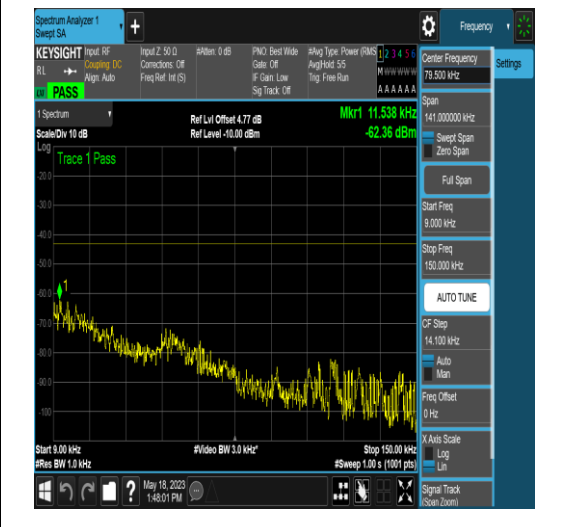 Spectrum Analyzer 1
Swept SA
Frequency
KEYSIGHT Input: RF Input Z: 50 Ω #Atten: 0 dB PNO: Best Wide #Avg Type: Power (RMS 1 2 3 4 5 6
RL Coupling: DC Corrections: Off Gate: Off Avg|Hold: 5/5
Align: Auto Freq Ref: Int (S) IF Gain: Low Trig: Free Run M W W W W W
Sig Track: Off A A A A A A
LXI PASS
1 Spectrum
Scale/Div 10 dB
Ref Lvl Offset 4.77 dB
Ref Level -10.00 dBm
Mkr1 11.538 kHz
-62.36 dBm
Log
Trace 1 Pass
-20.0
-30.0
-40.0
-50.0
-60.0
-70.0
-80.0
-90.0
-100
1
Start 9.00 kHz #Video BW 3.0 kHz* Stop 150.00 kHz
#Res BW 1.0 kHz #Sweep 1.00 s (1001 pts)
? May 18, 2023
1:48:01 PM
Settings
Center Frequency
79.500 kHz
Span
141.000000 kHz
Swept Span
Zero Span
Full Span
Start Freq
9.000 kHz
Stop Freq
150.000 kHz
AUTO TUNE
CF Step
14.100 kHz
Auto
Man
Freq Offset
0 Hz
X Axis Scale
Log
Lin
Signal Track
(Span Zoom)